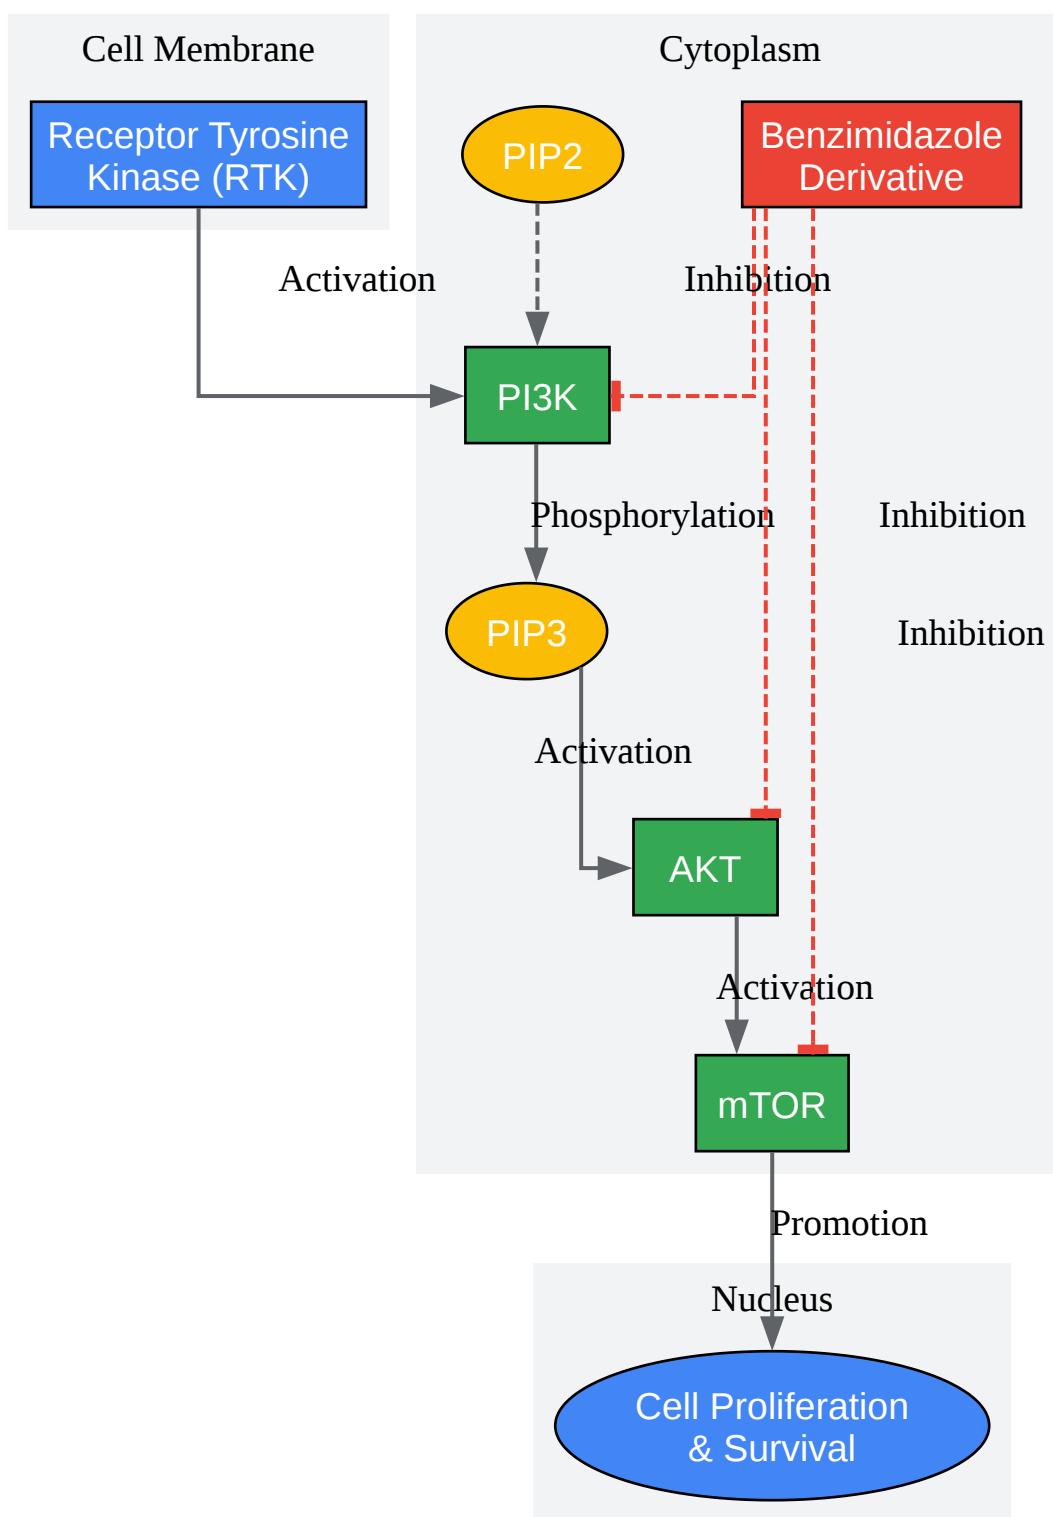 Cell Membrane
Cytoplasm
Receptor Tyrosine
Kinase (RTK)
PIP2
Benzimidazole
Derivative
Activation
Inhibition
PI3K
Phosphorylation
Inhibition
PIP3
Inhibition
Activation
AKT
Activation
mTOR
Promotion
Nucleus
Cell Proliferation
& Survival